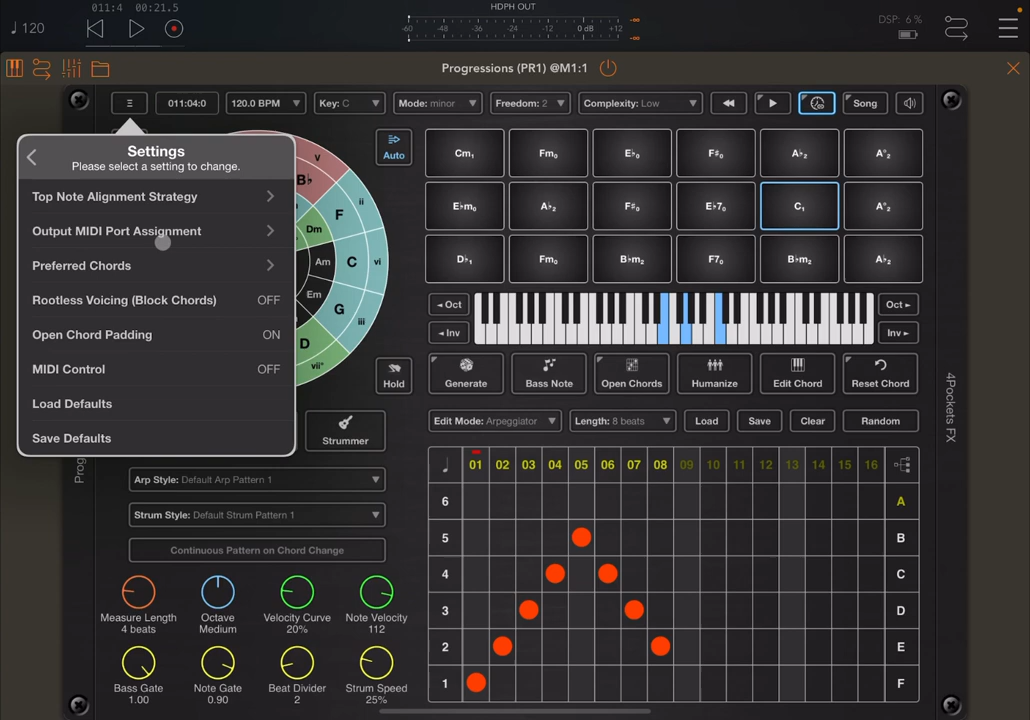 HDPH OUT
011:4 00:21.5
120
-60 -48 -36 -24 -12 0 dB +12
-∞
-∞
DSP: 6 %
Progressions (PR1) @M1:1
011:04:0
120.0 BPM
Key: C
Mode: minor
Freedom: 2
Complexity: Low
Song
Settings
Please select a setting to change.
Top Note Alignment Strategy
Output MIDI Port Assignment
Preferred Chords
Rootless Voicing (Block Chords) OFF
Open Chord Padding ON
MIDI Control OFF
Load Defaults
Save Defaults
V
B♭
ii
F
Dm
Am C vi
Em
G
iii
D
vii°
Auto
Hold
Cm1 Fm0 E♭0 F♯0 A♭2 A°2
E♭m0 A♭2 F♯0 E♭70 C1 A°2
D♭1 Fm0 B♭m2 F70 B♭m2 A♭2
◄ Oct
Oct ►
◄ Inv
Inv ►
Generate
Bass Note
Open Chords
Humanize
Edit Chord
Reset Chord
Strummer
Edit Mode: Arpeggiator
Length: 8 beats
Load
Save
Clear
Random
Prog
4Pockets FX
Arp Style: Default Arp Pattern 1
Strum Style: Default Strum Pattern 1
Continuous Pattern on Chord Change
01 02 03 04 05 06 07 08 09 10 11 12 13 14 15 16
6 A
5 B
4 C
3 D
2 E
1 F
Measure Length
4 beats
Octave
Medium
Velocity Curve
20%
Note Velocity
112
Bass Gate
1.00
Note Gate
0.90
Beat Divider
2
Strum Speed
25%